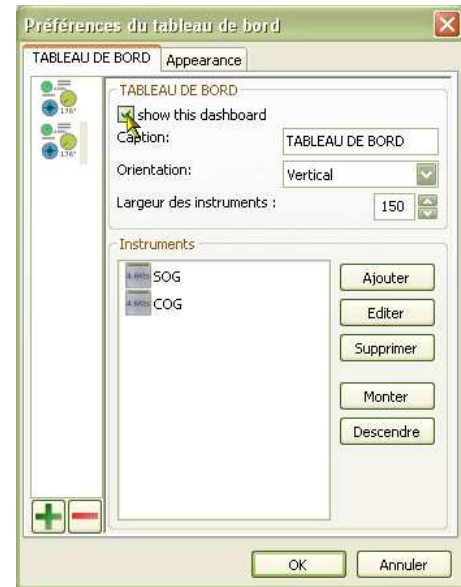 Préférences du tableau de bord
TABLEAU DE BORD Appearance
TABLEAU DE BORD
show this dashboard
Caption: TABLEAU DE BORD
Orientation: Vertical
Largeur des instruments : 150
Instruments
SOG
COG
Ajouter
Editer
Supprimer
Monter
Descendre
OK Annuler